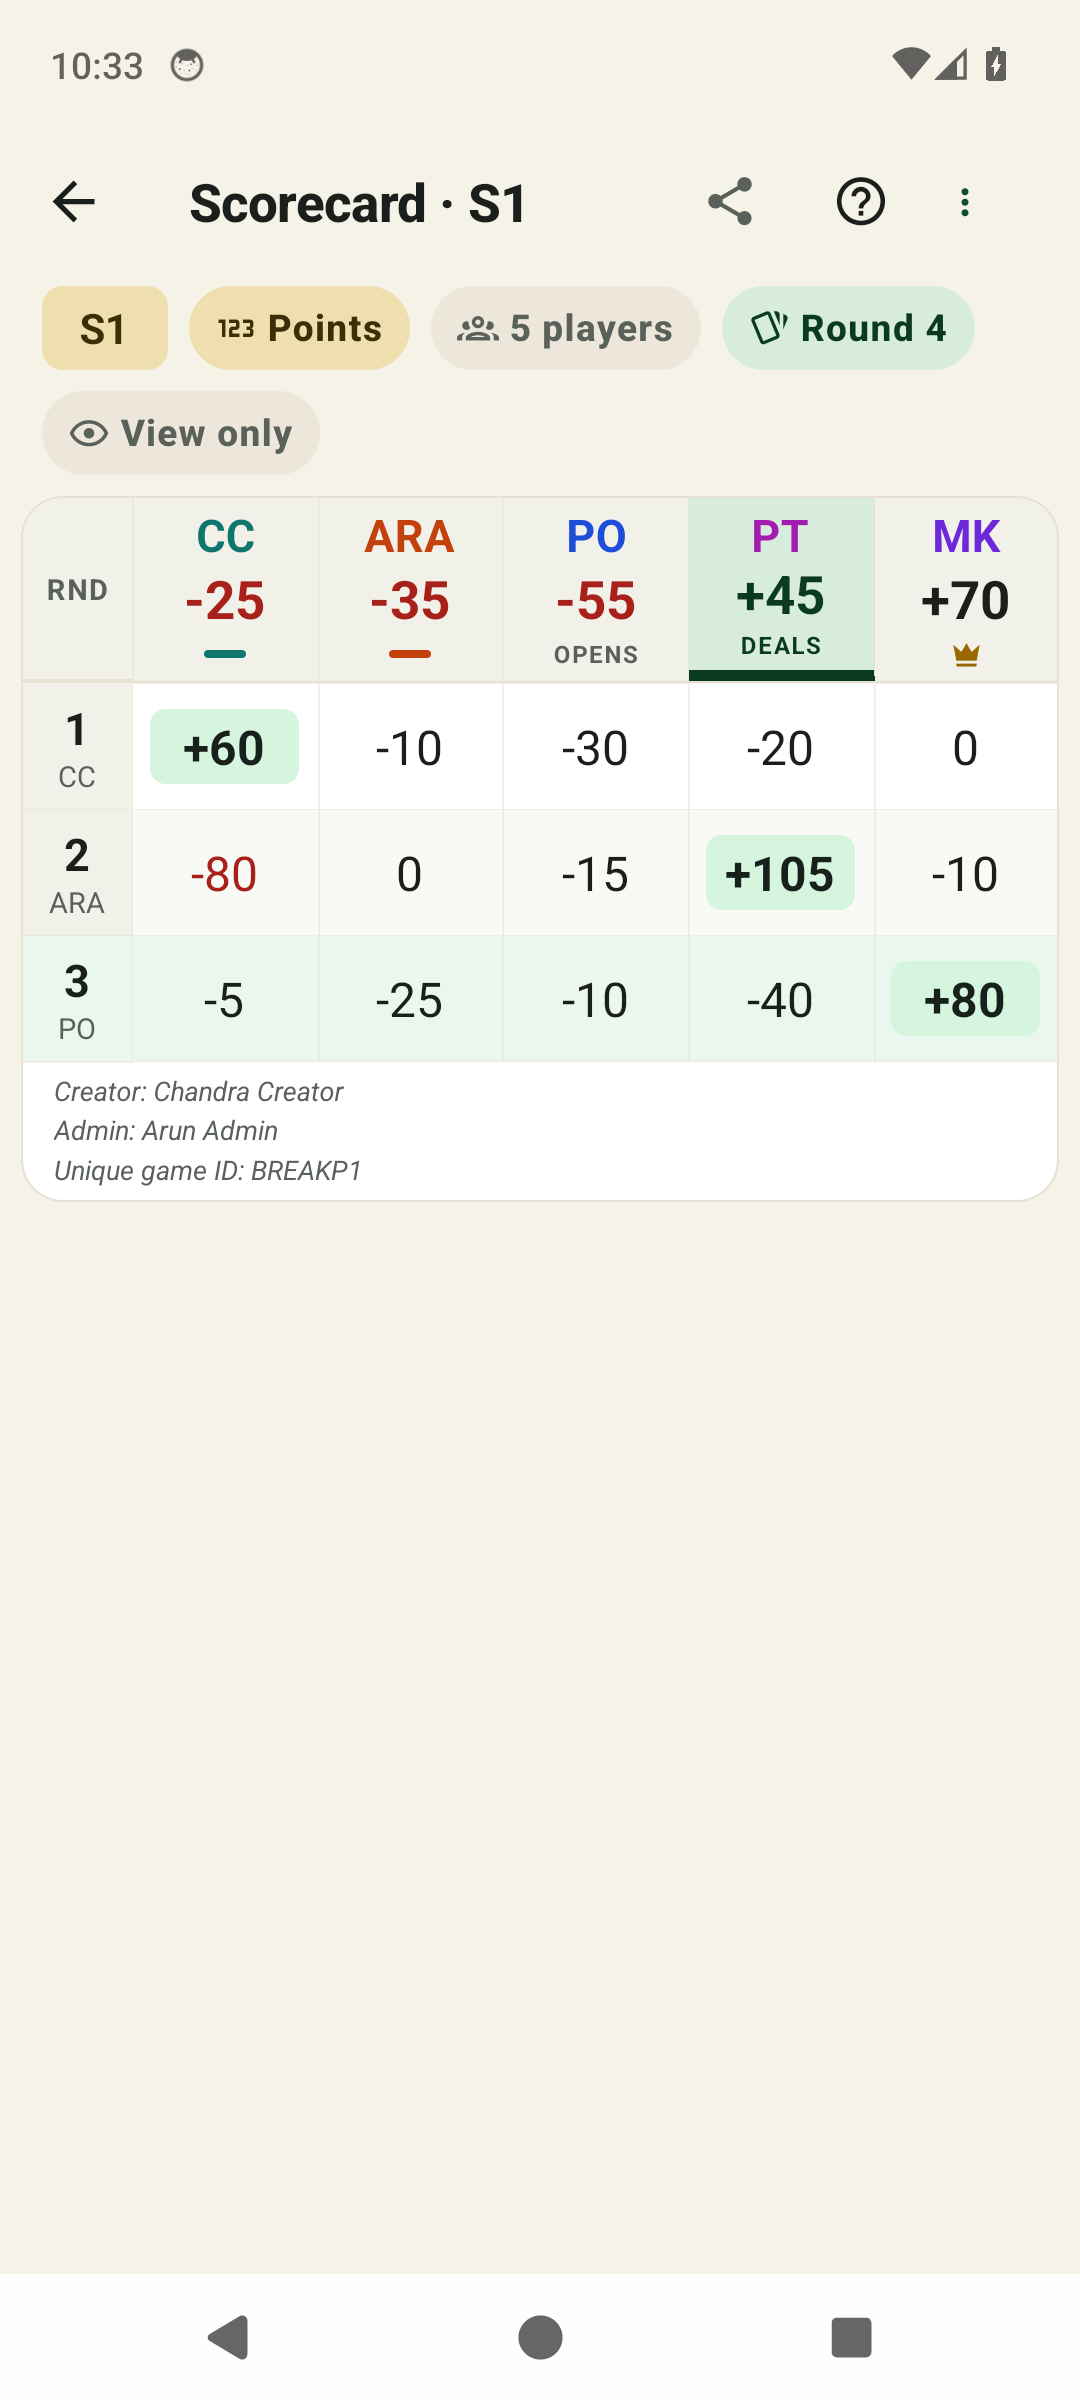 10:33
Scorecard · S1
S1
123 Points
5 players
Round 4
View only
RND CC ARA PO PT MK
-25 -35 -55 +45 +70
OPENS DEALS
1 +60 -10 -30 -20 0
CC
2 -80 0 -15 +105 -10
ARA
3 -5 -25 -10 -40 +80
PO
Creator: Chandra Creator
Admin: Arun Admin
Unique game ID: BREAKP1